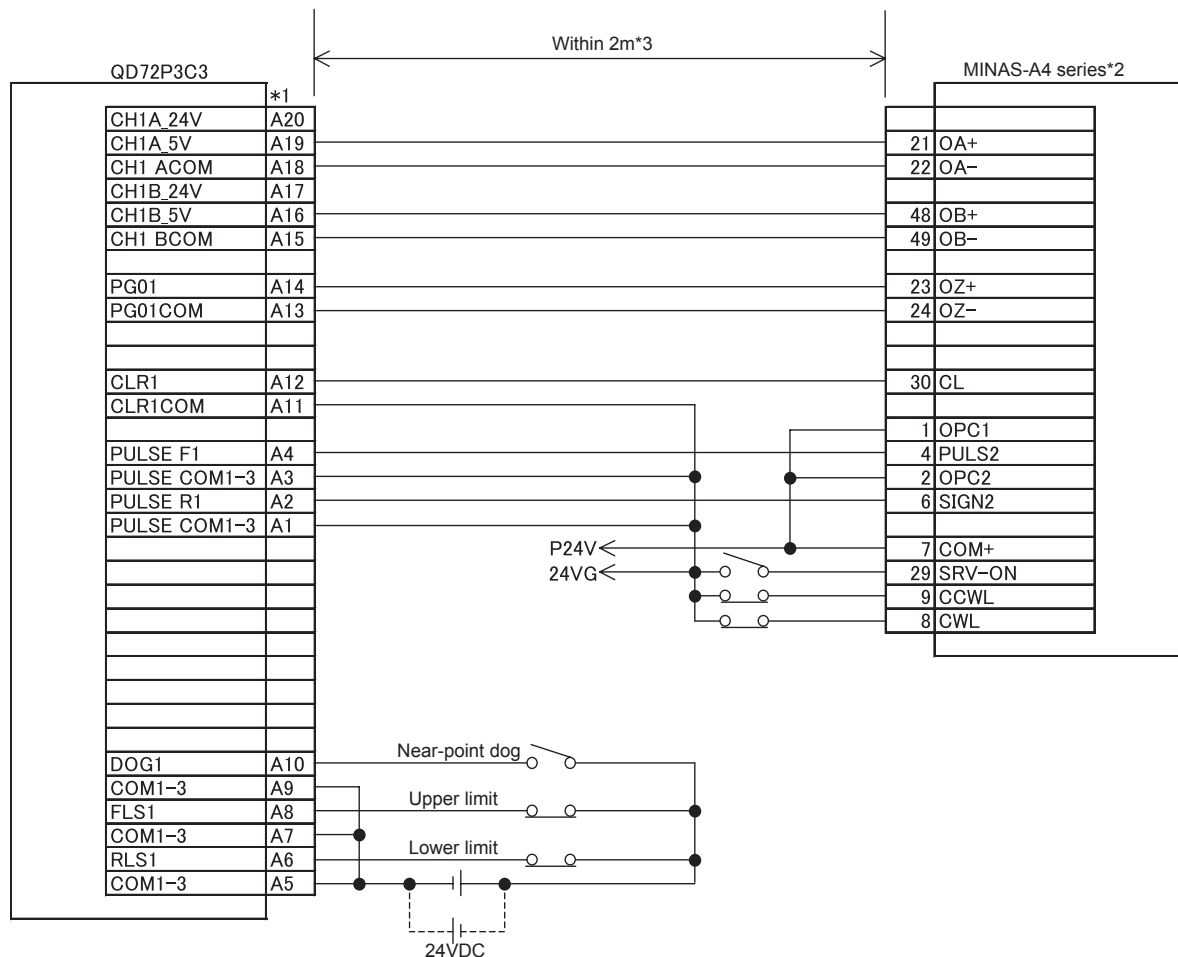 Within 2m*3
QD72P3C3
MINAS-A4 series*2
*1
CH1A_24V A20
CH1A_5V A19 21 OA+
CH1 ACOM A18 22 OA-
CH1B_24V A17
CH1B_5V A16 48 OB+
CH1 BCOM A15 49 OB-
PG01 A14 23 OZ+
PG01COM A13 24 OZ-
CLR1 A12 30 CL
CLR1COM A11
1 OPC1
PULSE F1 A4 4 PULS2
PULSE COM1-3 A3 2 OPC2
PULSE R1 A2 6 SIGN2
PULSE COM1-3 A1
P24V 7 COM+
24VG 29 SRV-ON
9 CCWL
8 CWL
DOG1 A10 Near-point dog
COM1-3 A9
FLS1 A8 Upper limit
COM1-3 A7
RLS1 A6 Lower limit
COM1-3 A5
24VDC